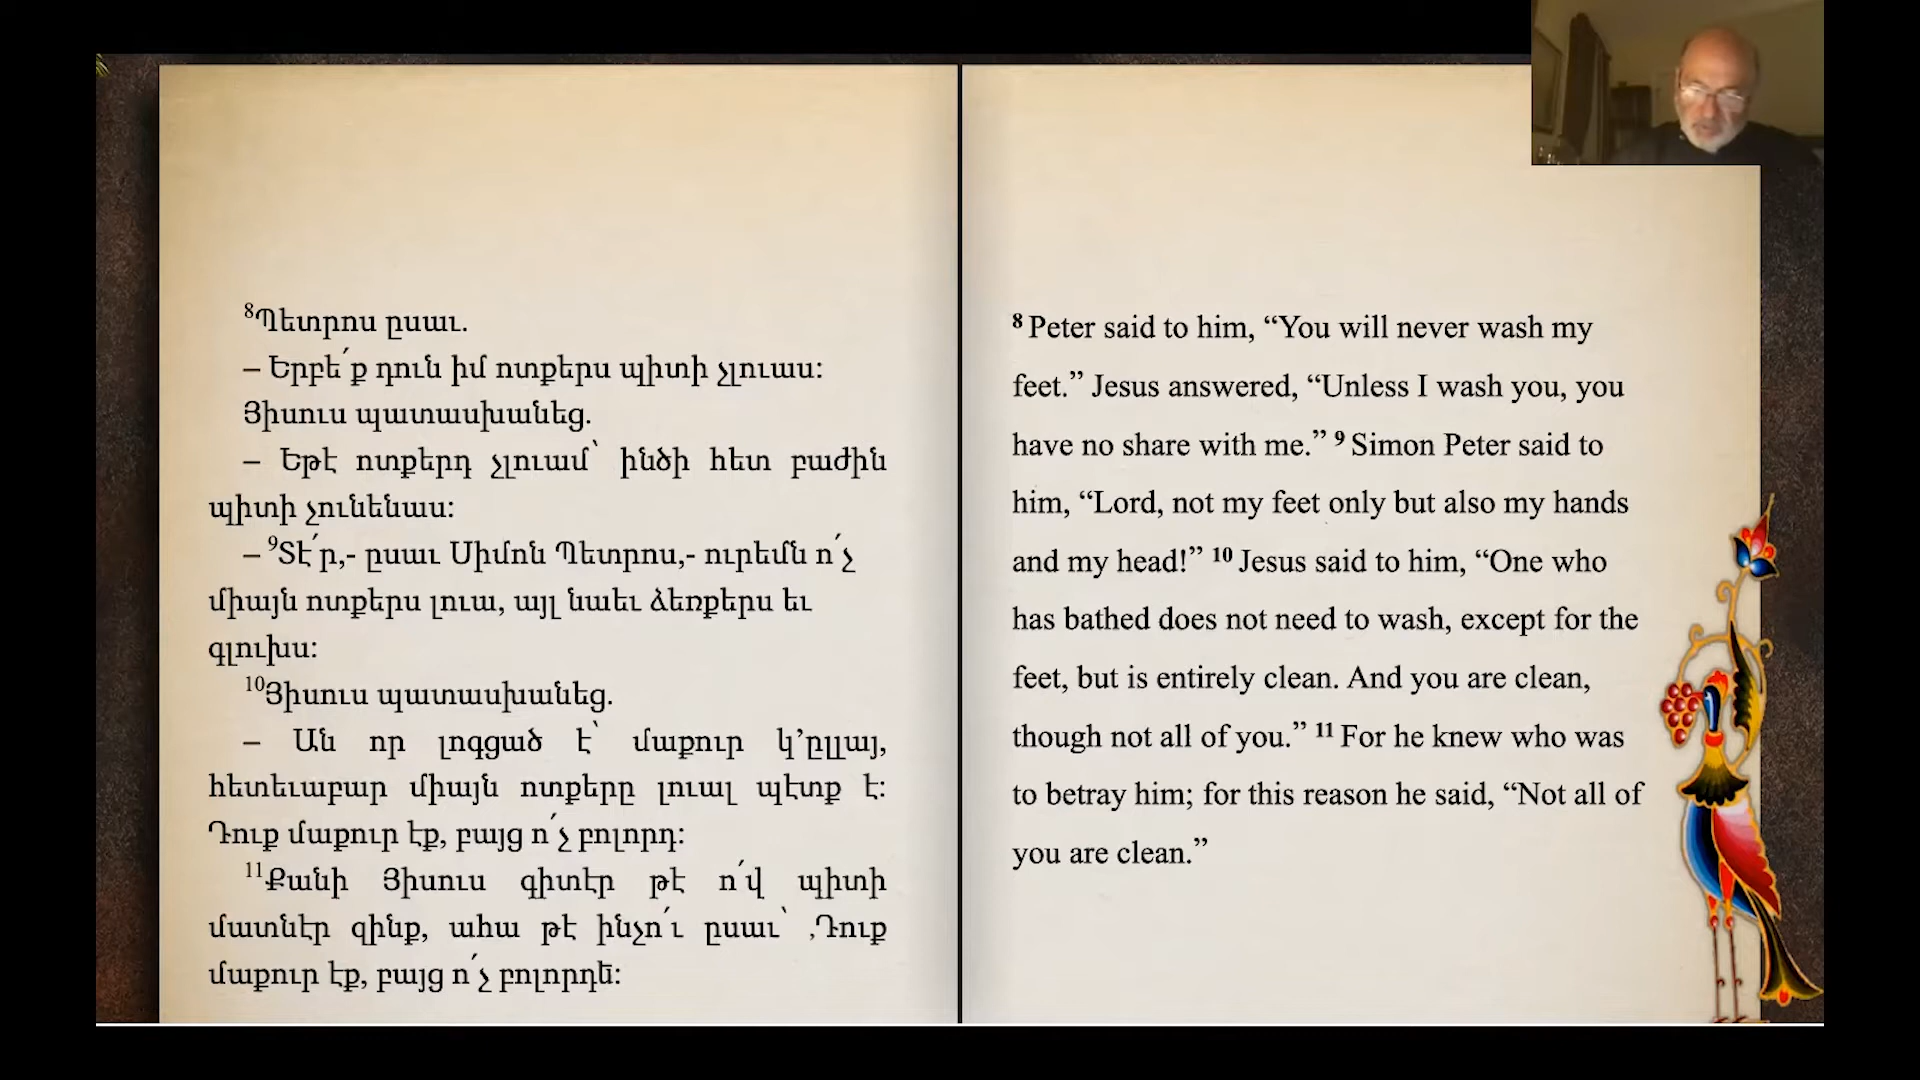 ⁸Պետրոս ըսաւ.
– Երբե՛ք դուն իմ ոտքերս պիտի չլուաս:
Յիսուս պատասխանեց.
– Եթէ ոտքերդ չլուամ՝ ինծի հետ բաժին
պիտի չունենաս:
– ⁹Տէ՛ր,- ըսաւ Սիմոն Պետրոս,- ուրեմն ո՛չ
միայն ոտքերս լուա, այլ նաեւ ձեռքերս եւ
գլուխս:
¹⁰Յիսուս պատասխանեց.
– Ան որ լոգցած է՝ մաքուր կ’ըլլայ,
հետեւաբար միայն ոտքերը լուալ պէտք է:
Դուք մաքուր էք, բայց ո՛չ բոլորդ:
¹¹Քանի Յիսուս գիտէր թէ ո՛վ պիտի
մատնէր զինք, ահա թէ ինչո՛ւ ըսաւ՝ ,Դուք
մաքուր էք, բայց ո՛չ բոլորդե:
⁸ Peter said to him, “You will never wash my
feet.” Jesus answered, “Unless I wash you, you
have no share with me.” ⁹ Simon Peter said to
him, “Lord, not my feet only but also my hands
and my head!” ¹⁰ Jesus said to him, “One who
has bathed does not need to wash, except for the
feet, but is entirely clean. And you are clean,
though not all of you.” ¹¹ For he knew who was
to betray him; for this reason he said, “Not all of
you are clean.”